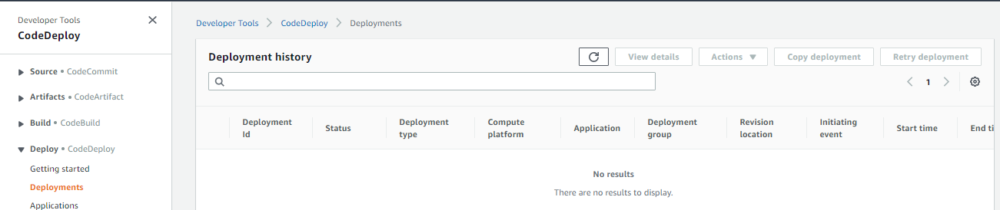 Developer Tools
CodeDeploy
Source • CodeCommit
Artifacts • CodeArtifact
Build • CodeBuild
Deploy • CodeDeploy
Getting started
Deployments
Applications
Developer Tools > CodeDeploy > Deployments
Deployment history
View details
Actions
Copy deployment
Retry deployment
1
Deployment
Id
Status
Deployment
type
Compute
platform
Application
Deployment
group
Revision
location
Initiating
event
Start time
End ti
No results
There are no results to display.